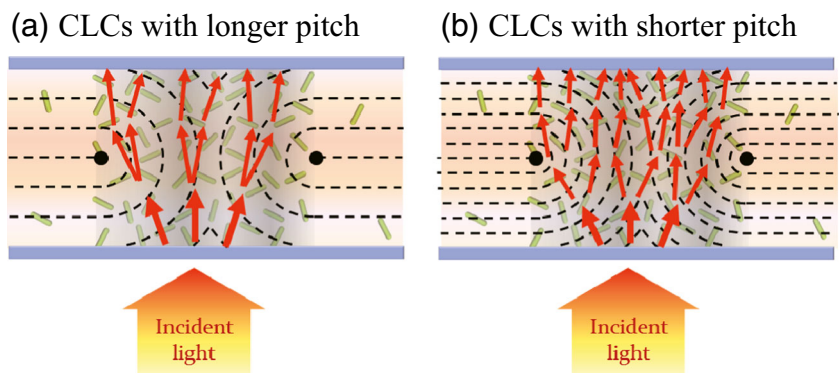 (a) CLCs with longer pitch
(b) CLCs with shorter pitch
Incident
light
Incident
light